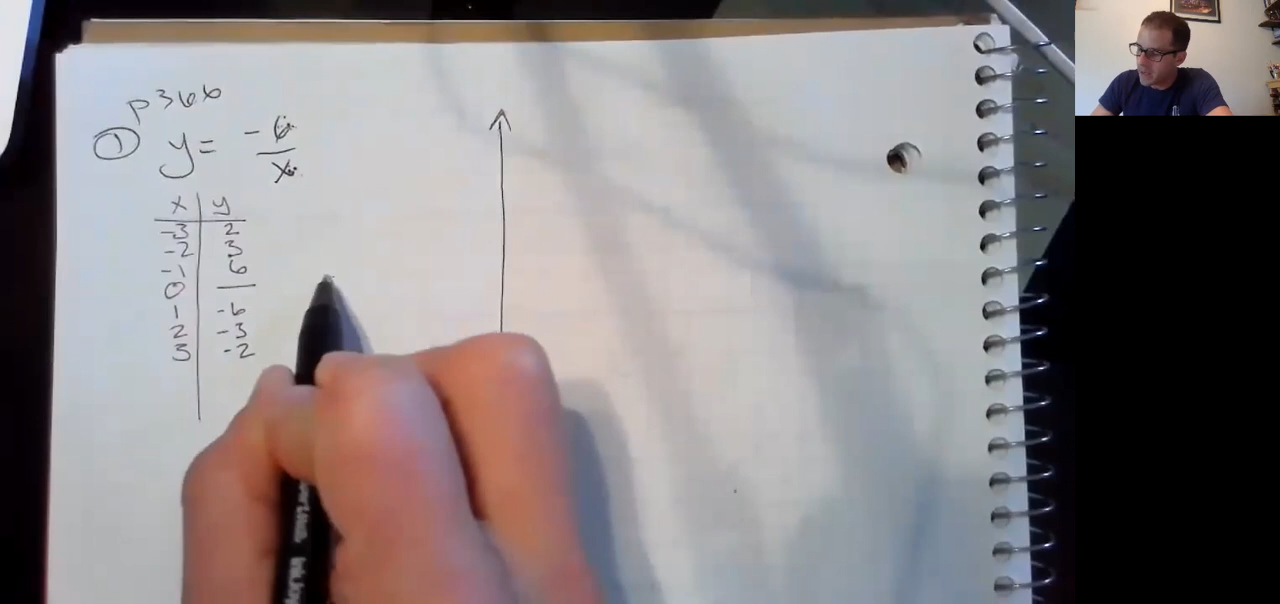 p366
① y = -6/x
x | y
-3 | 2
-2 | 3
-1 | 6
0 | —
1 | -6
2 | -3
3 | -2